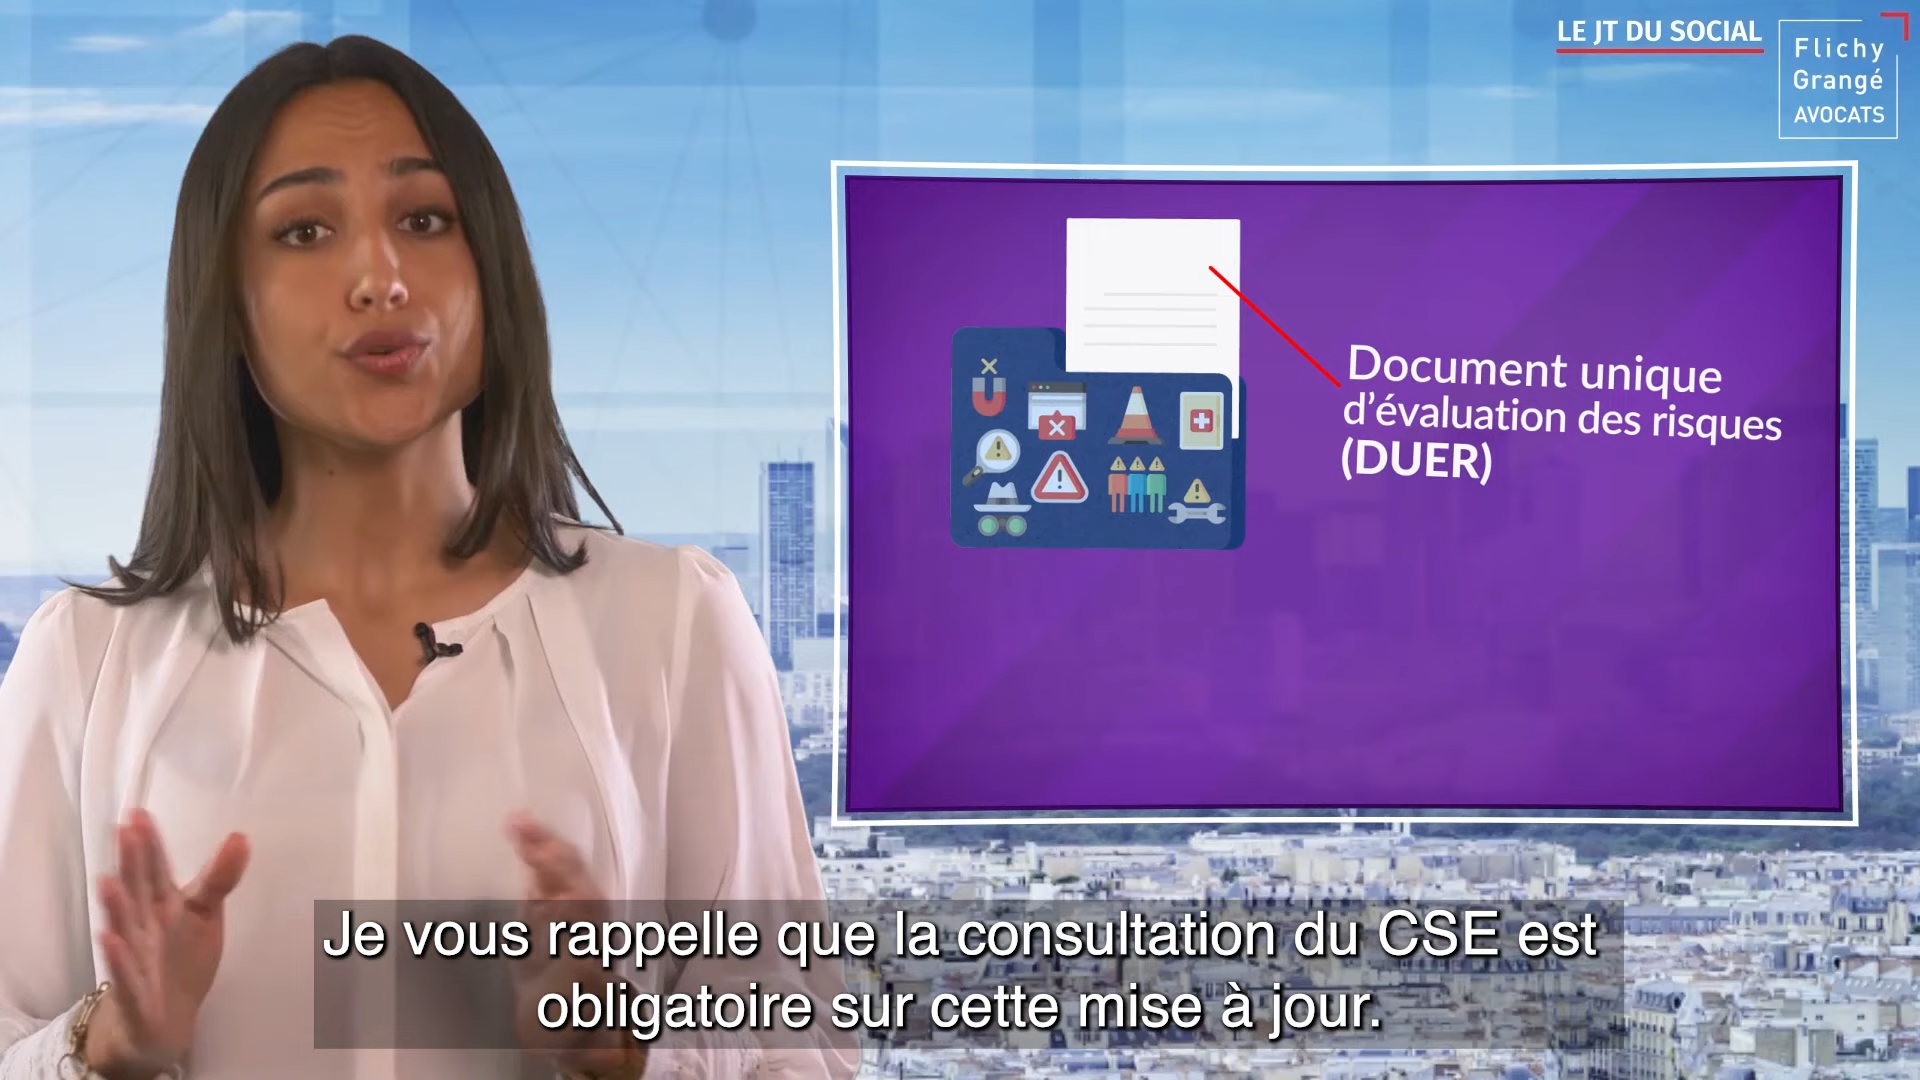 LE JT DU SOCIAL
Flichy
Grangé
AVOCATS
Document unique
d’évaluation des risques
(DUER)
Je vous rappelle que la consultation du CSE est
obligatoire sur cette mise à jour.